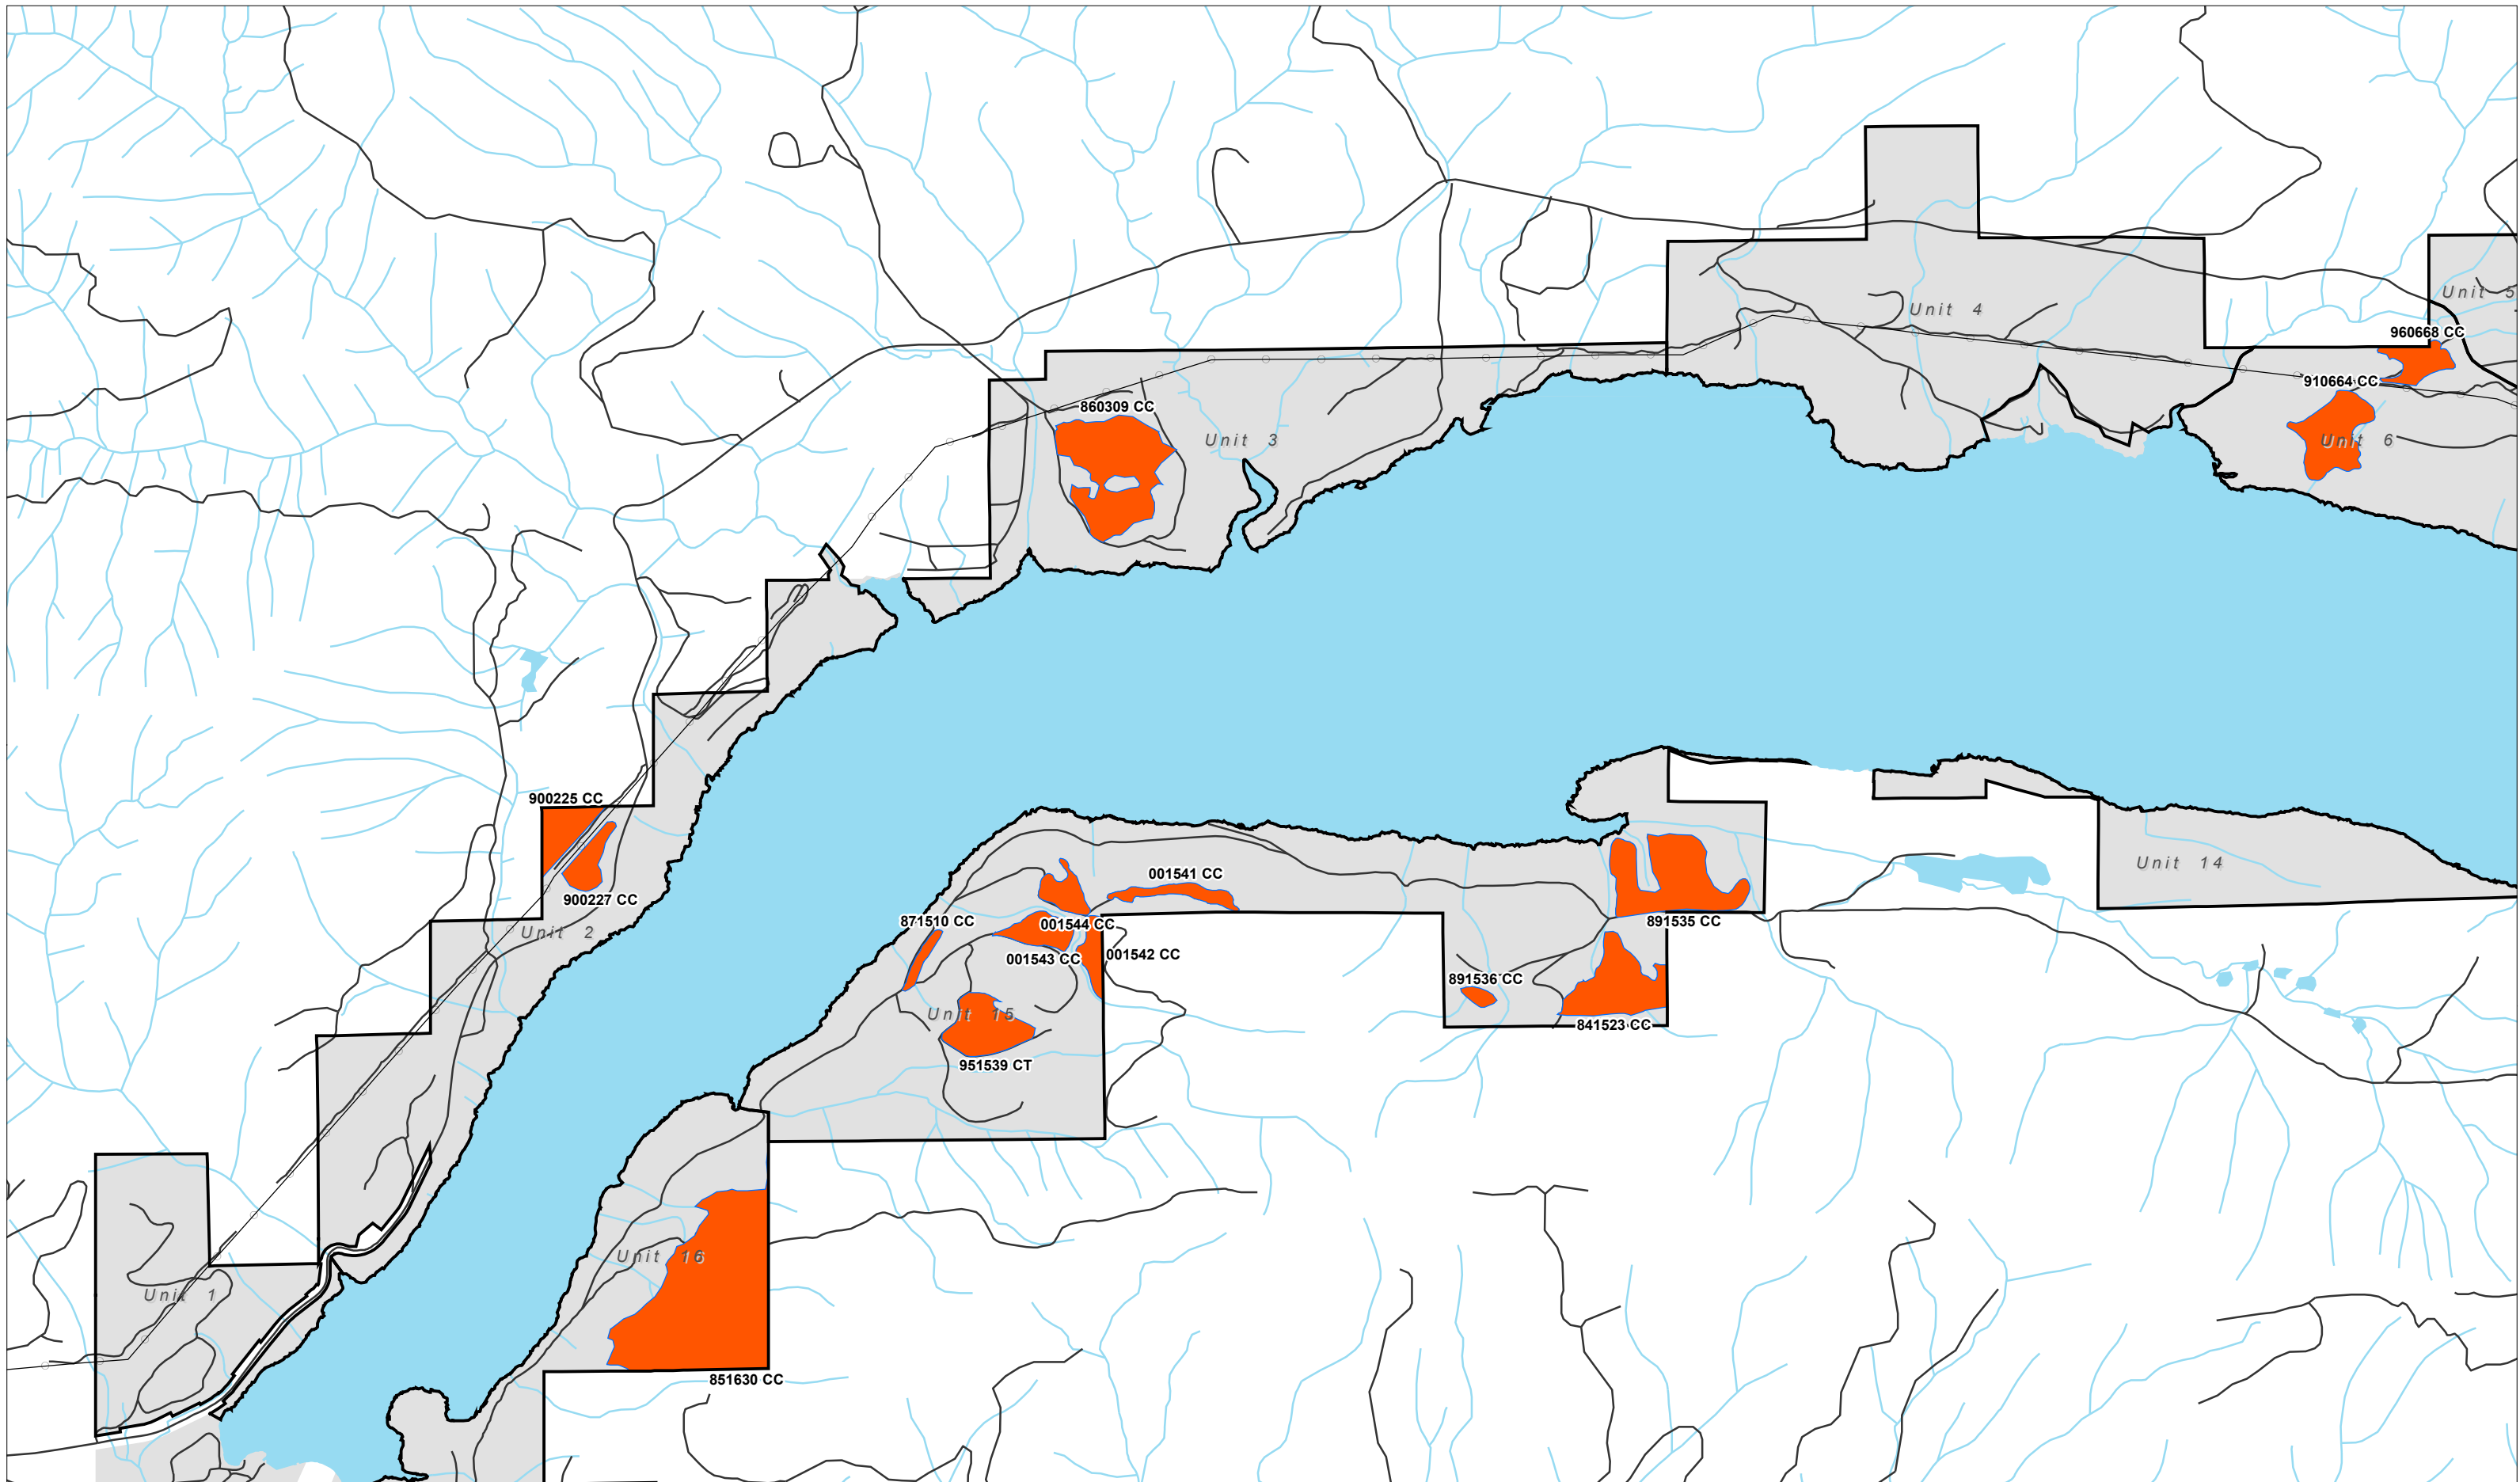 Unit 5
Unit 4
960668 CC
910664 CC
860309 CC
Unit 3
Unit 6
900225 CC
Unit 14
001541 CC
900227 CC
871510 CC
001544 CC
891535 CC
Unit 2
001542 CC
001543 CC
891536 CC
Unit 15
841523 CC
951539 CT
Unit 16
Unit 1
851630 CC